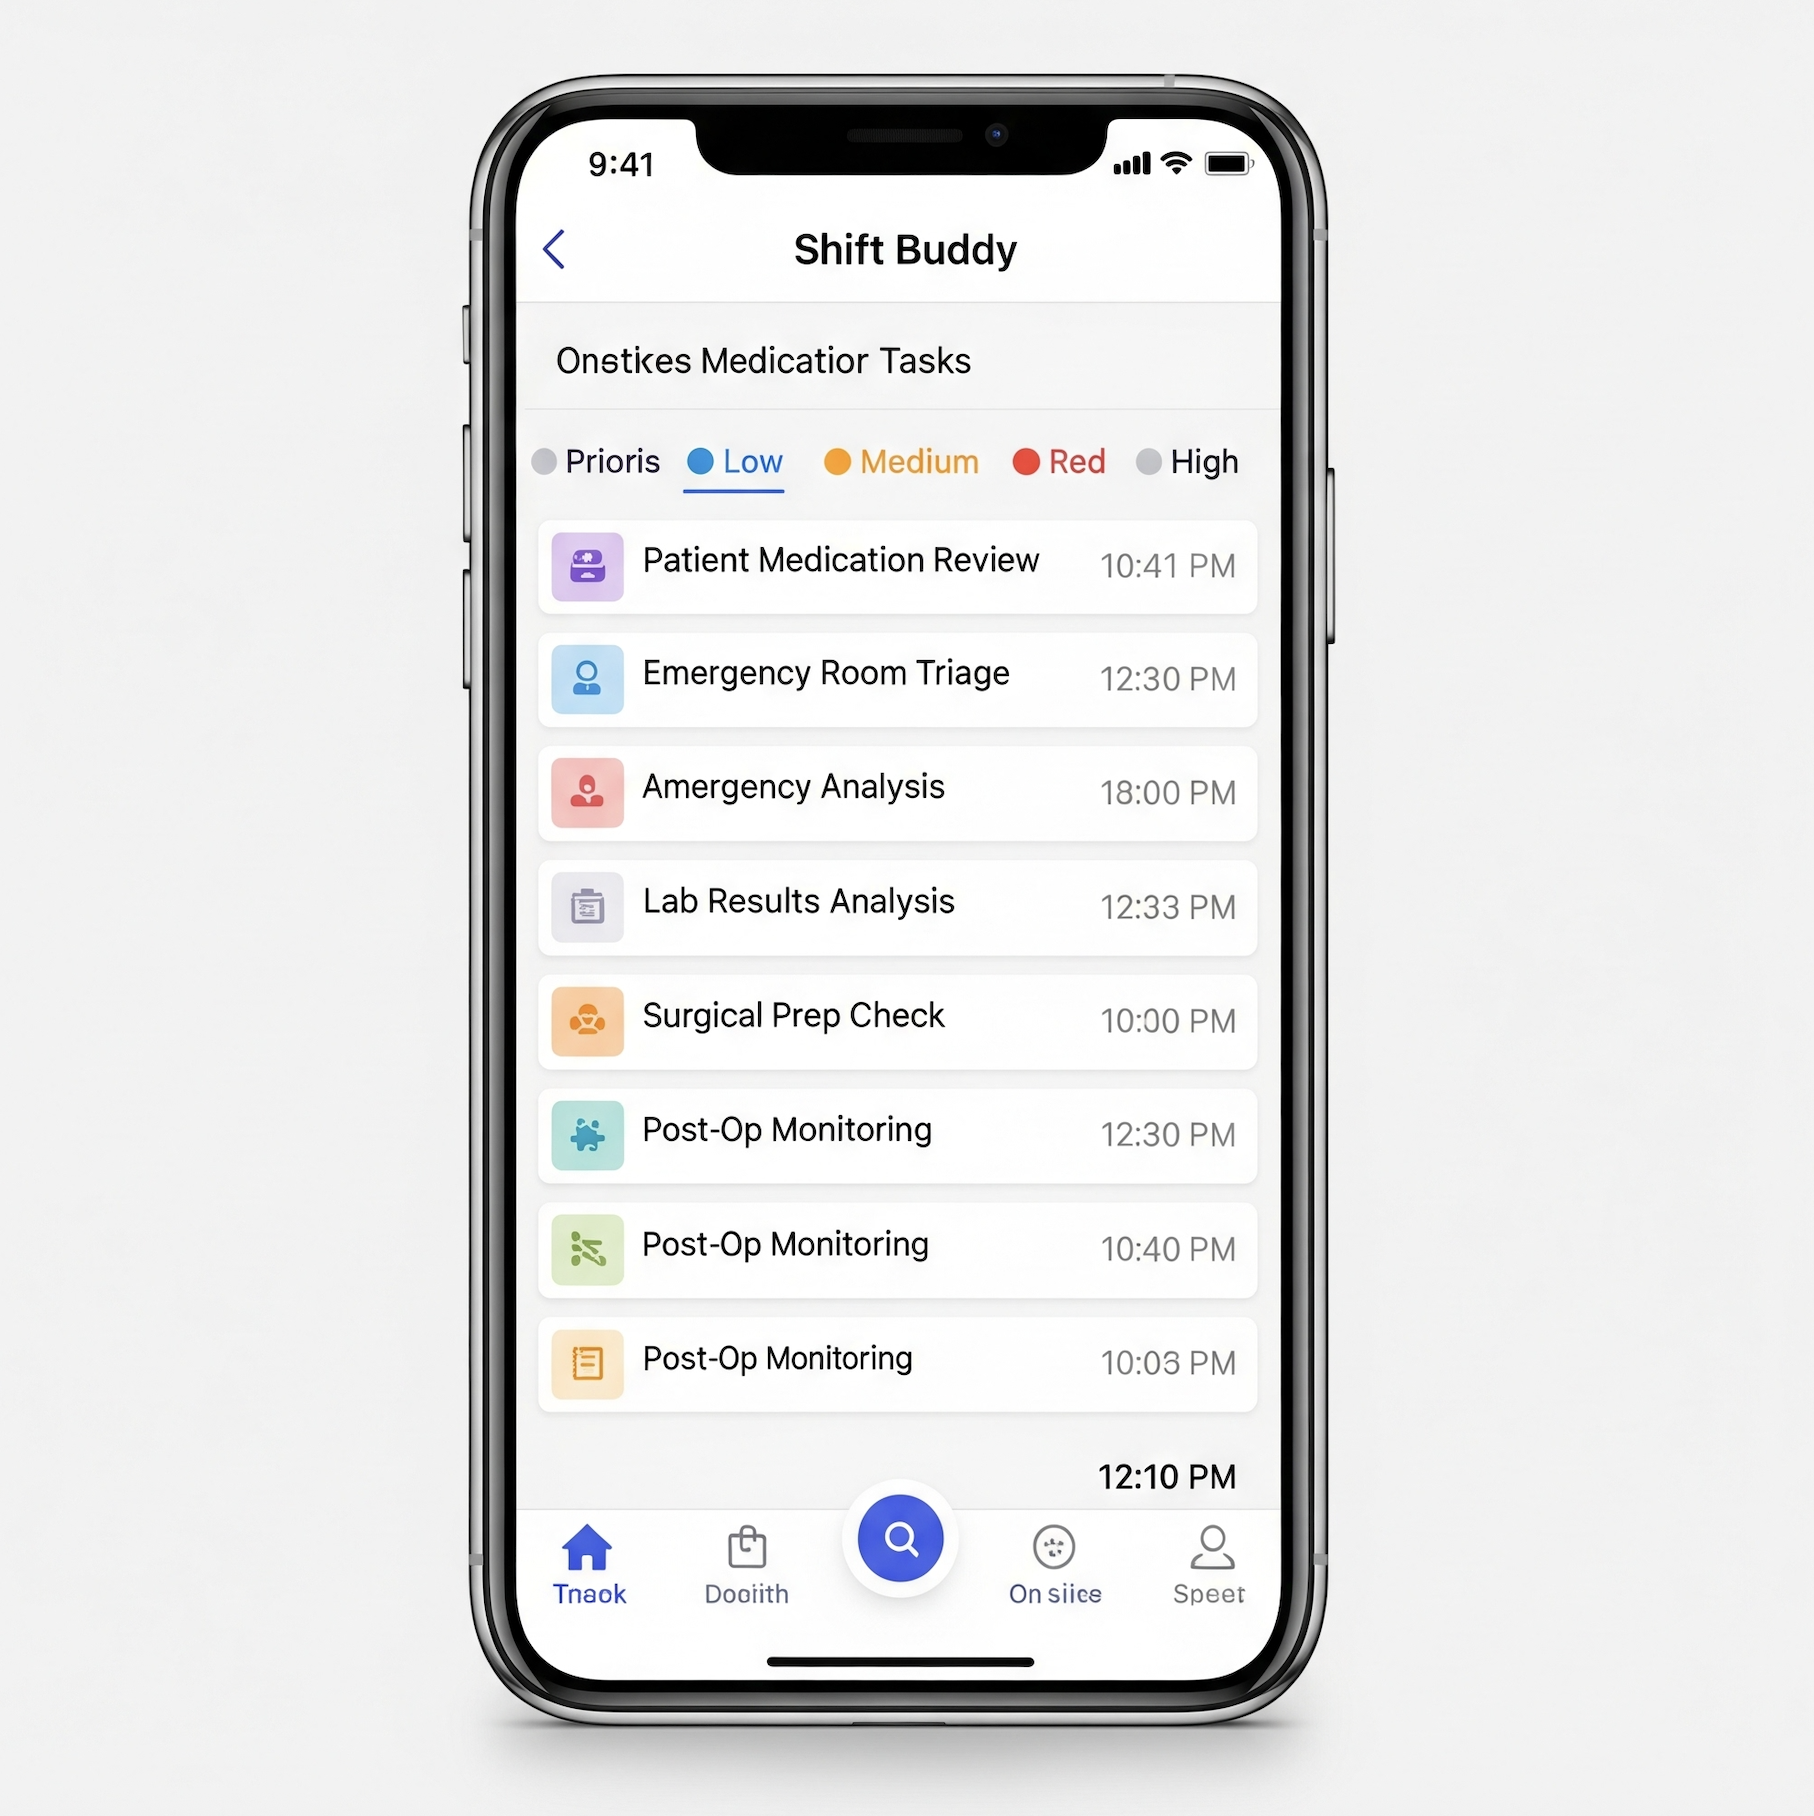 9:41
Shift Buddy
Onstikes Medicatior Tasks
Prioris Low Medium Red High
Patient Medication Review 10:41 PM
Emergency Room Triage 12:30 PM
Amergency Analysis 18:00 PM
Lab Results Analysis 12:33 PM
Surgical Prep Check 10:00 PM
Post-Op Monitoring 12:30 PM
Post-Op Monitoring 10:40 PM
Post-Op Monitoring 10:03 PM
12:10 PM
Tnaok Dooiith On siies Speet